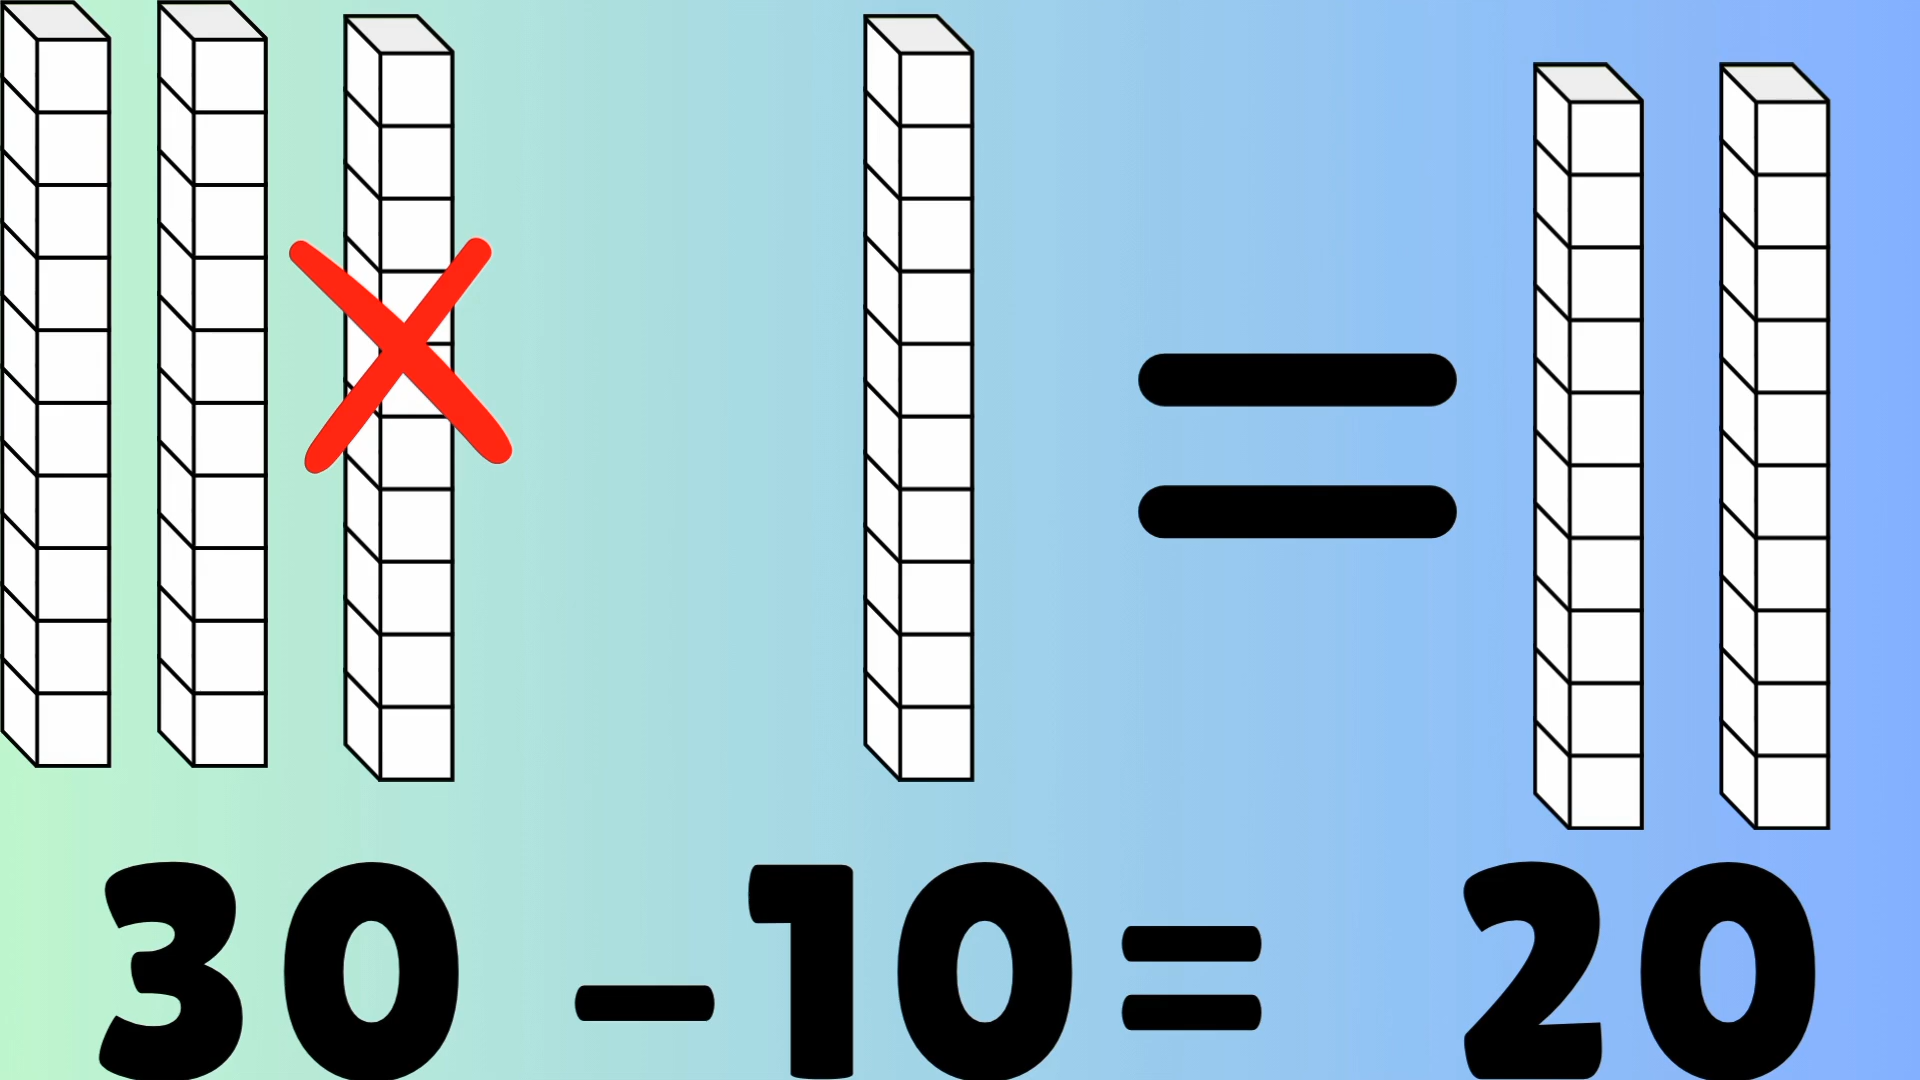 =
30 – 10 = 20